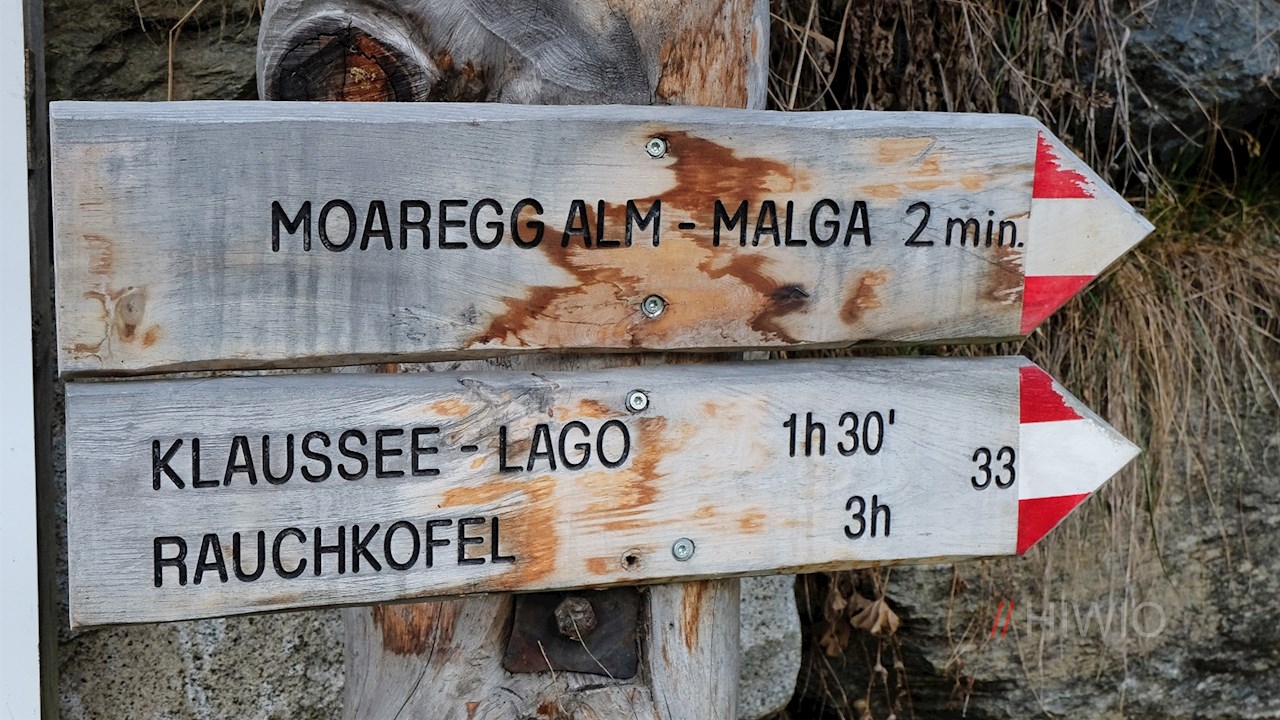 MOAREGG ALM - MALGA 2 min.
KLAUSSEE - LAGO 1h 30'
33
RAUCHKOFEL 3h
// HIWIO